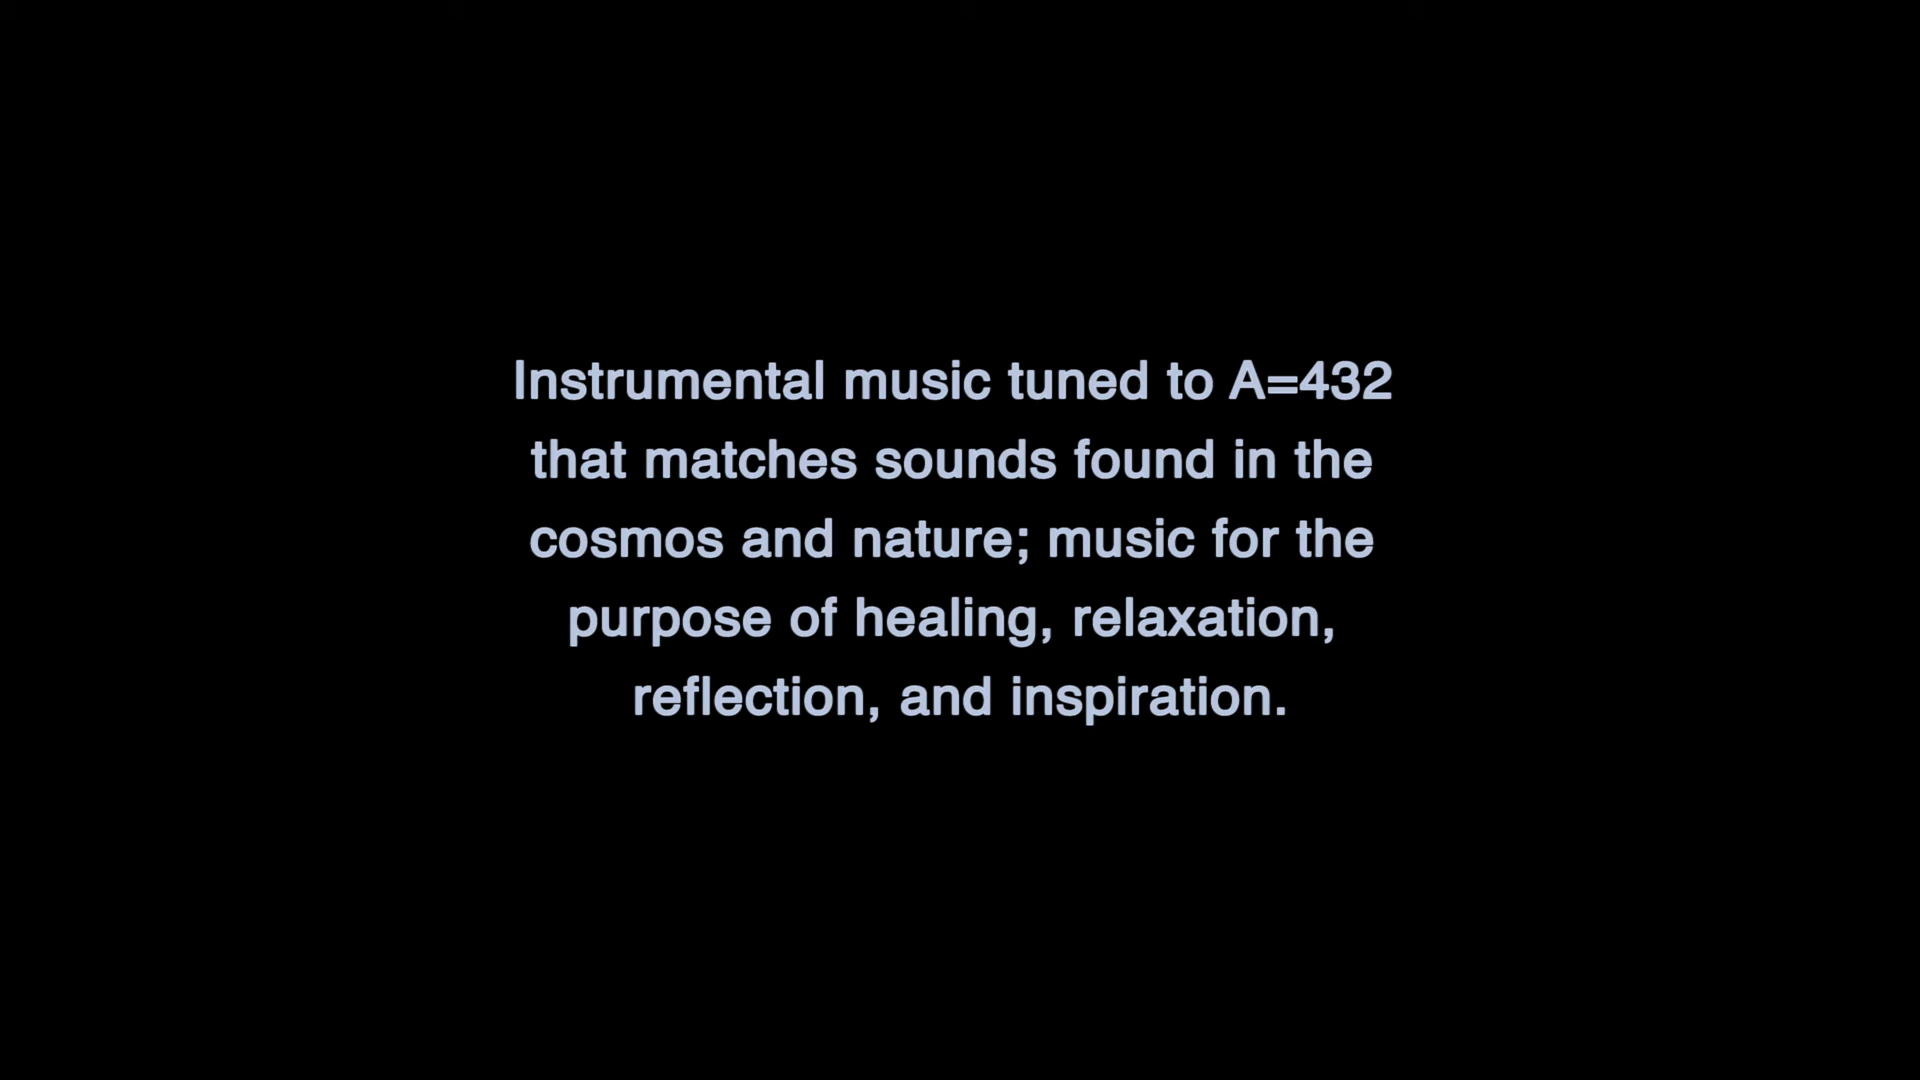 Instrumental music tuned to A=432
that matches sounds found in the
cosmos and nature; music for the
purpose of healing, relaxation,
reflection, and inspiration.